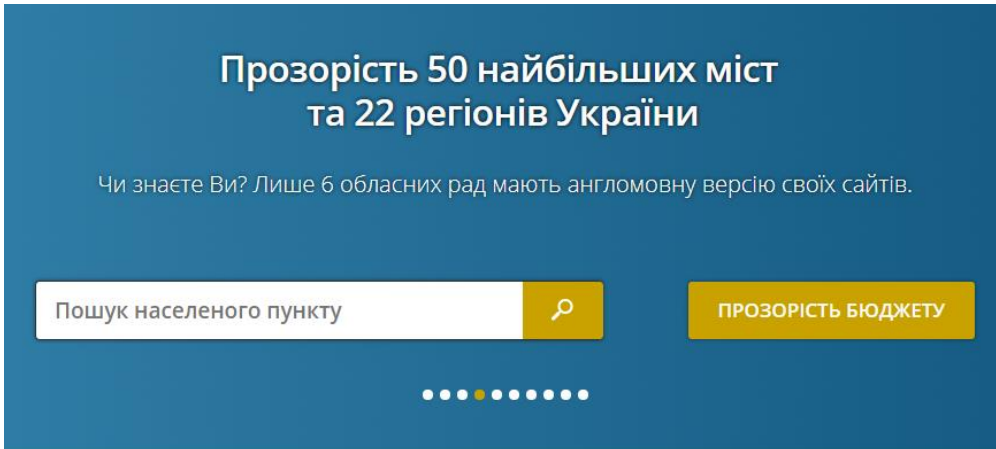 Прозорість 50 найбільших міст
та 22 регіонів України
Чи знаєте Ви? Лише 6 обласних рад мають англомовну версію своїх сайтів.
Пошук населеного пункту
ПРОЗОРІСТЬ БЮДЖЕТУ